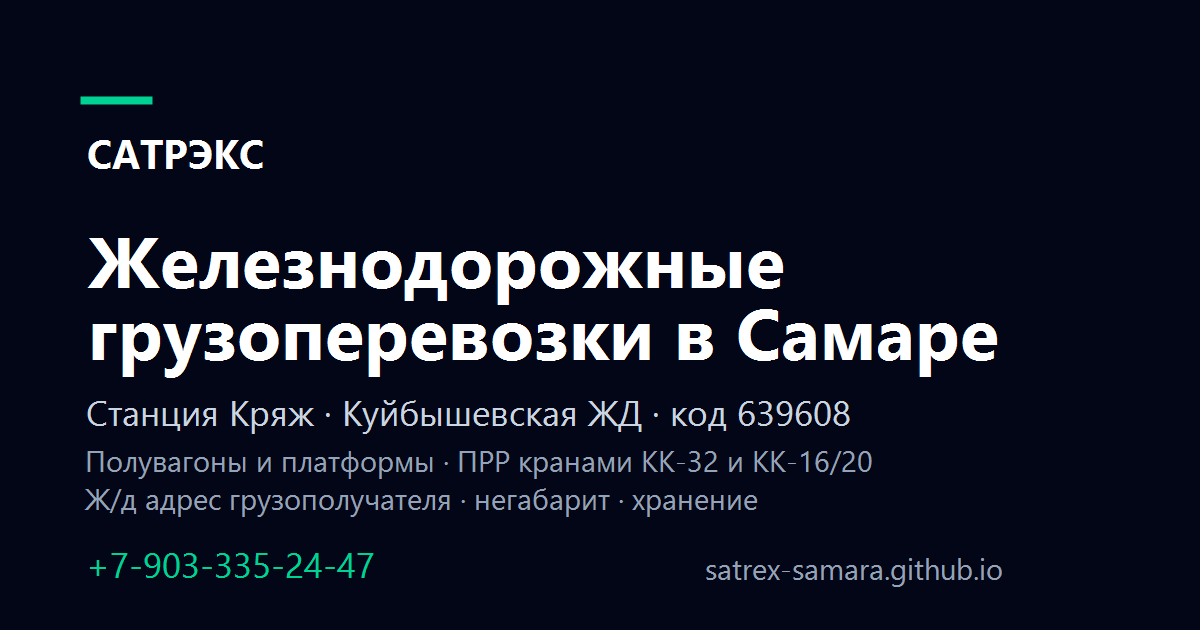 САТРЭКС
Железнодорожные
грузоперевозки в Самаре
Станция Кряж · Куйбышевская ЖД · код 639608
Полувагоны и платформы · ПРР кранами КК-32 и КК-16/20
Ж/д адрес грузополучателя · негабарит · хранение
+7-903-335-24-47
satrex-samara.github.io